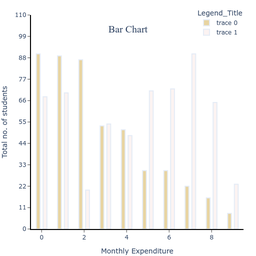 Bar Chart
Legend_Title
trace 0
trace 1
Total no. of students
110
99
88
77
66
55
44
33
22
11
0
0 2 4 6 8
Monthly Expenditure